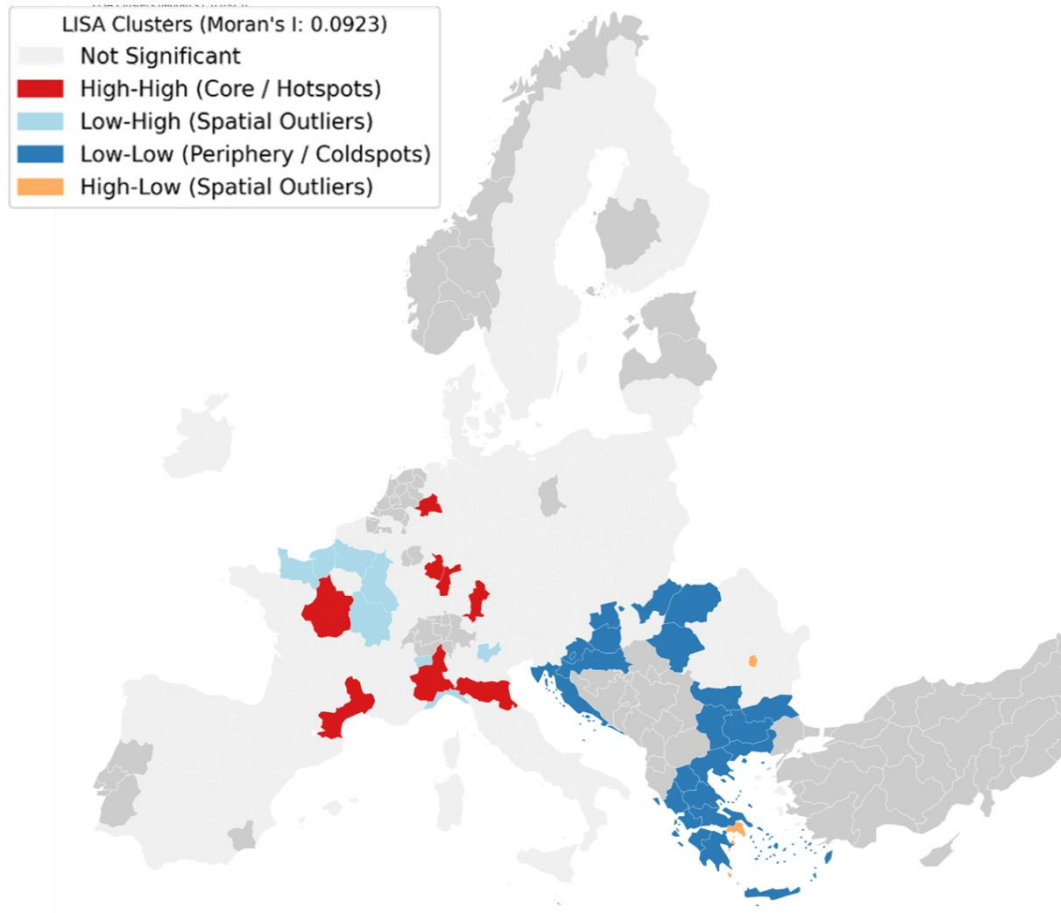 LISA Clusters (Moran's I: 0.0923)
Not Significant
High-High (Core / Hotspots)
Low-High (Spatial Outliers)
Low-Low (Periphery / Coldspots)
High-Low (Spatial Outliers)